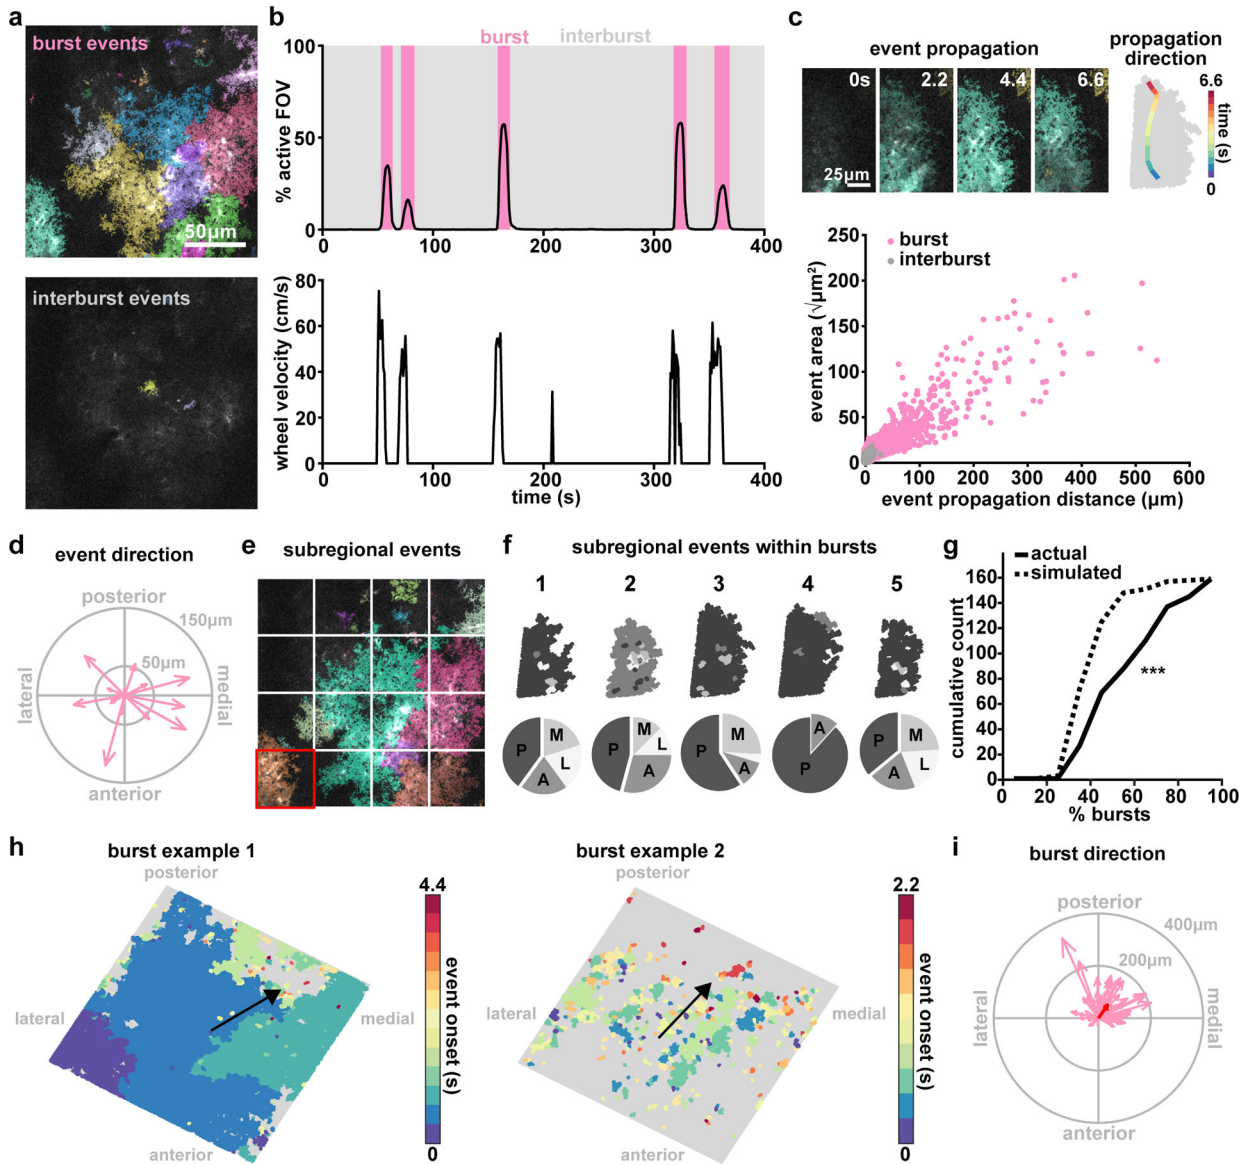 a
burst events
50µm
interburst events
b
burst
interburst
% active FOV
100
50
0
0
100
200
300
400
wheel velocity (cm/s)
80
60
40
20
0
0
100
200
300
400
time (s)
c
event propagation
0s
2.2
4.4
6.6
25µm
propagation
direction
6.6
time (s)
0
burst
interburst
event area (√µm²)
250
200
150
100
50
0
0
100
200
300
400
500
600
event propagation distance (µm)
d
event direction
posterior
150µm
50µm
lateral
medial
anterior
e
subregional events
f
subregional events within bursts
1
2
3
4
5
P
M
L
A
P
M
L
A
P
M
A
P
A
P
M
L
A
g
actual
simulated
cumulative count
160
140
120
100
80
60
40
20
0
***
0
20
40
60
80
100
% bursts
h
burst example 1
posterior
lateral
medial
anterior
4.4
event onset (s)
0
burst example 2
posterior
lateral
medial
anterior
2.2
event onset (s)
0
i
burst direction
posterior
400µm
200µm
lateral
medial
anterior